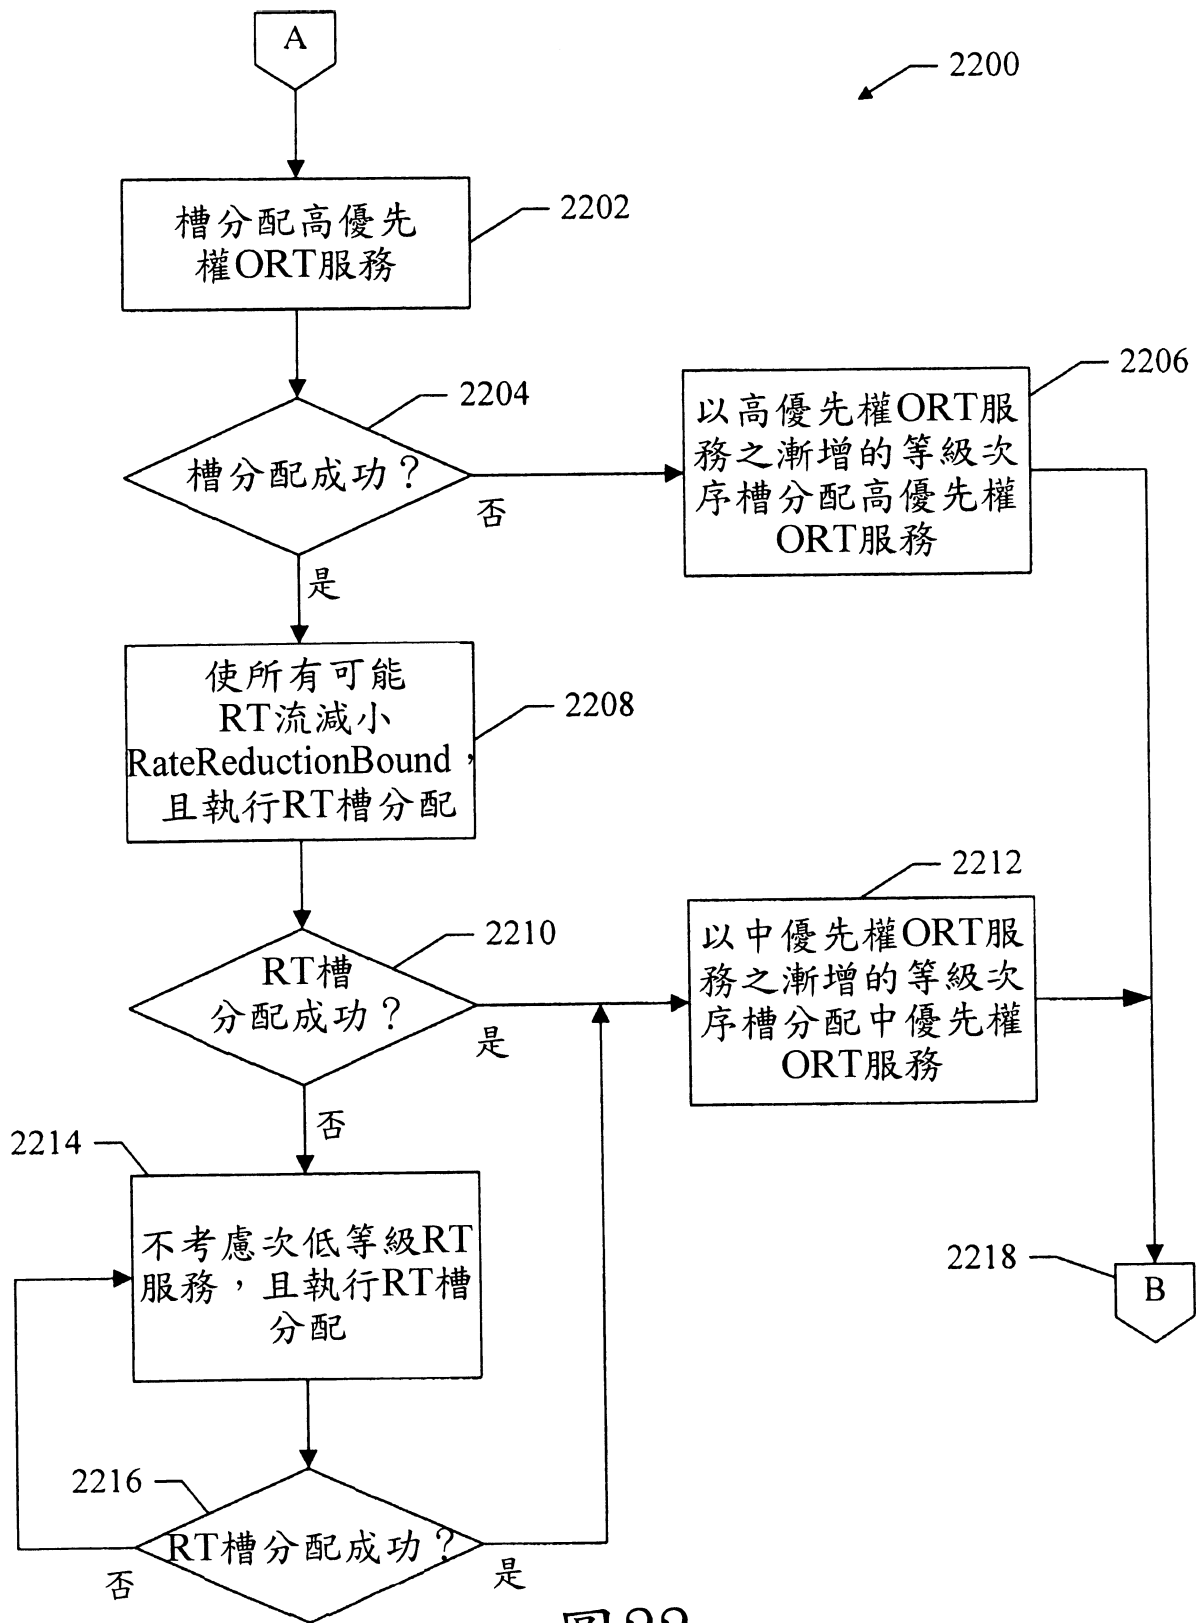 A
2200
槽分配高優先
權ORT服務
2202
2204
槽分配成功？
否
是
2206
以高優先權ORT服
務之漸增的等級次
序槽分配高優先權
ORT服務
使所有可能
RT流減小
RateReductionBound，
且執行RT槽分配
2208
2210
RT槽
分配成功？
是
否
2212
以中優先權ORT服
務之漸增的等級次
序槽分配中優先權
ORT服務
2214
不考慮次低等級RT
服務，且執行RT槽
分配
2218
B
2216
RT槽分配成功？
否
是
圖22